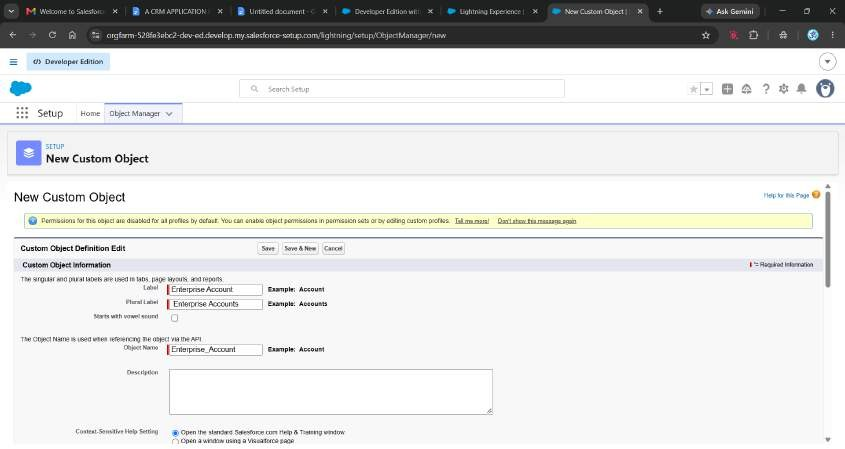 Welcome to Salesforce
A CRM APPLICATION
Untitled document - G
Developer Edition with
Lightning Experience |
New Custom Object |
Ask Gemini
orgfarm-528fe3ebc2-dev-ed.develop.my.salesforce-setup.com/lightning/setup/ObjectManager/new
Developer Edition
Search Setup
Setup
Home
Object Manager
SETUP
New Custom Object
New Custom Object
Help for this Page
Permissions for this object are disabled for all profiles by default. You can enable object permissions in permission sets or by editing custom profiles. Tell me more! Don't show this message again
Custom Object Definition Edit
Save
Save & New
Cancel
Custom Object Information
= Required Information
The singular and plural labels are used in tabs, page layouts, and reports.
Label Enterprise Account Example: Account
Plural Label Enterprise Accounts Example: Accounts
Starts with vowel sound
The Object Name is used when referencing the object via the API
Object Name Enterprise_Account Example: Account
Description
Context-Sensitive Help Setting Open the standard Salesforce.com Help & Training window
Open a window using a Visualforce page